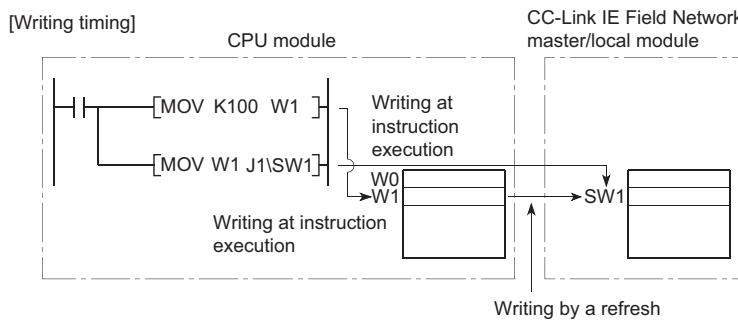 [Writing timing]
CPU module
CC-Link IE Field Network
master/local module
MOV K100 W1
MOV W1 J1\SW1
Writing at
instruction
execution
W0
W1
SW1
Writing at instruction
execution
Writing by a refresh